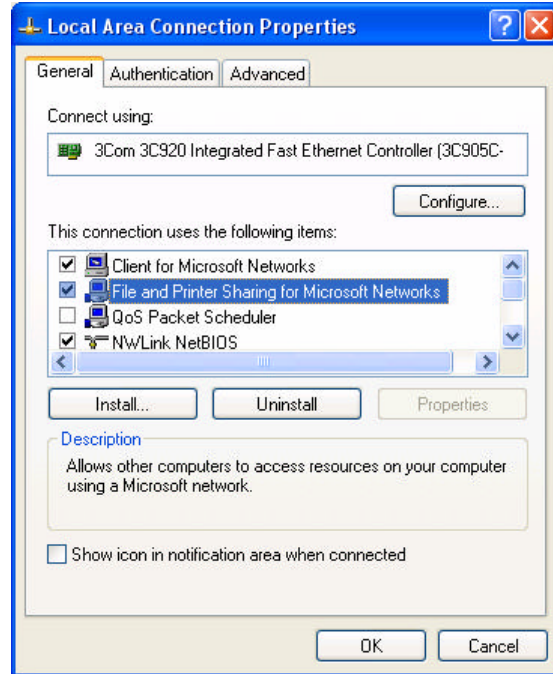 Local Area Connection Properties
General Authentication Advanced
Connect using:
3Com 3C920 Integrated Fast Ethernet Controller (3C905C-
Configure...
This connection uses the following items:
Client for Microsoft Networks
File and Printer Sharing for Microsoft Networks
QoS Packet Scheduler
NWLink NetBIOS
Install... Uninstall Properties
Description
Allows other computers to access resources on your computer
using a Microsoft network.
Show icon in notification area when connected
OK Cancel